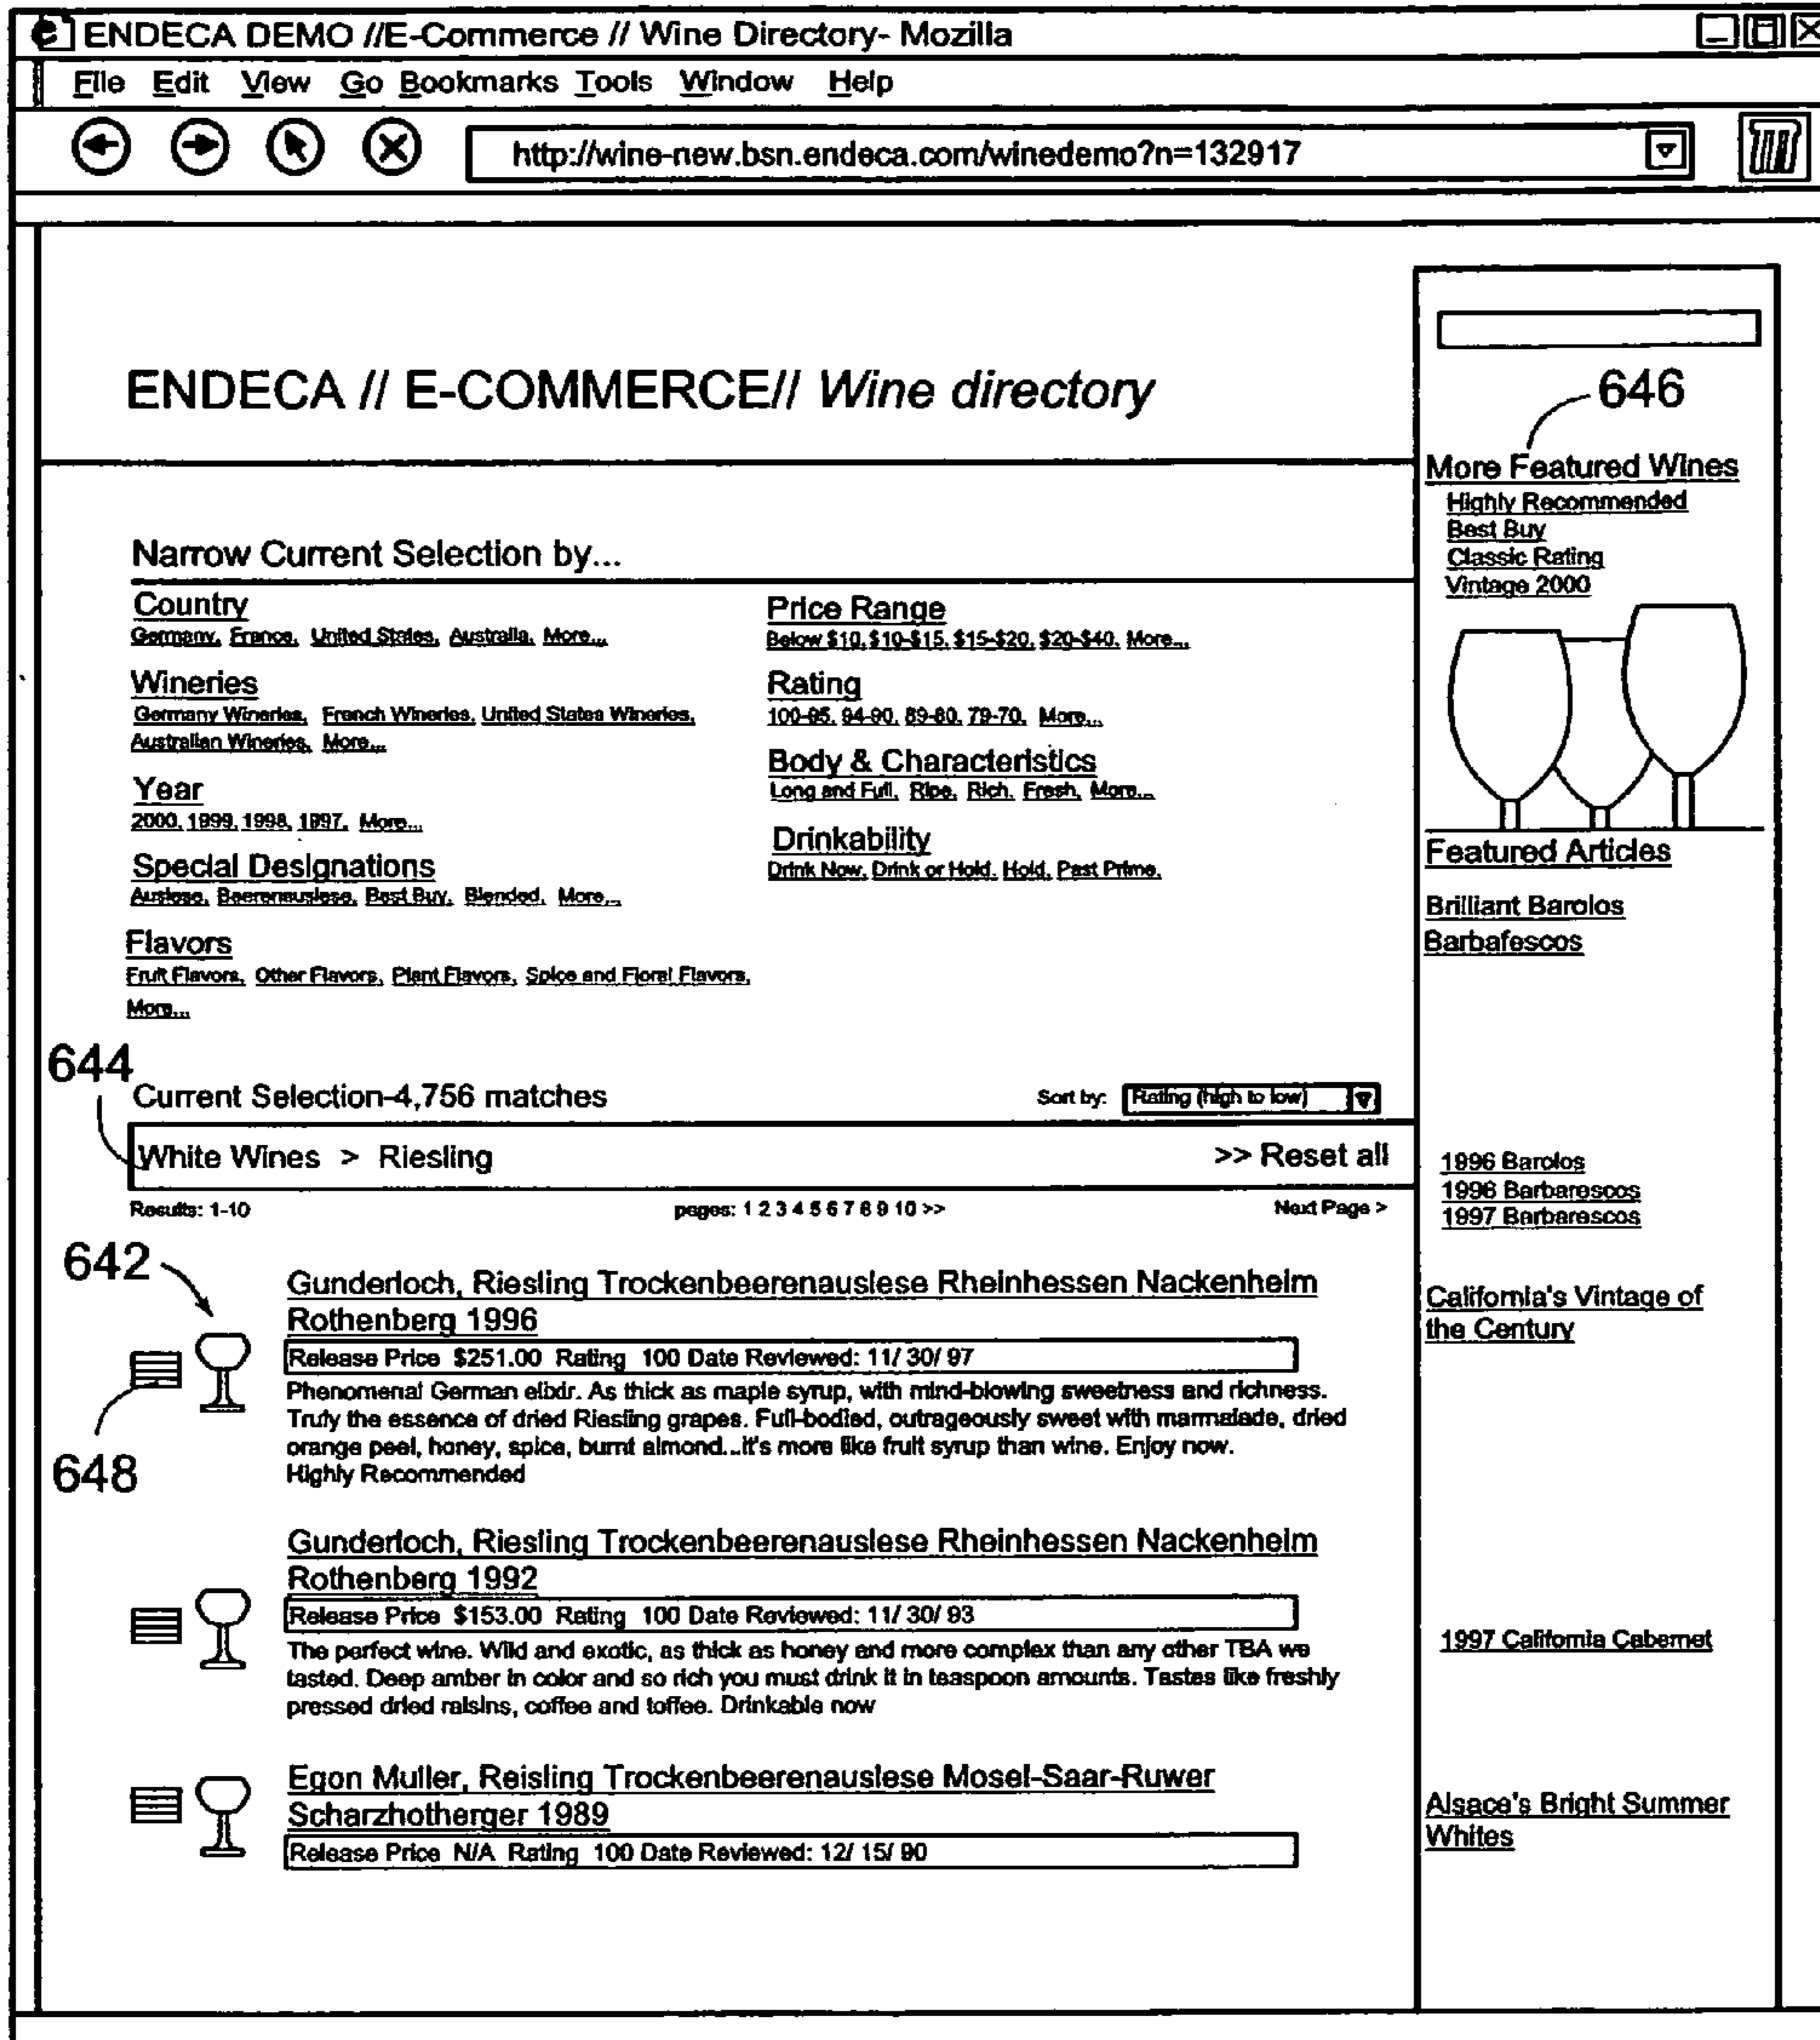 ENDECA DEMO //E-Commerce // Wine Directory- Mozilla
File Edit View Go Bookmarks Tools Window Help
http://wine-new.bsn.endeca.com/winedemo?n=132917
ENDECA // E-COMMERCE// Wine directory
Narrow Current Selection by...
Country
Germany, France, United States, Australia, More...
Wineries
Germany Wineries, French Wineries, United States Wineries,
Australian Wineries, More...
Year
2000, 1999, 1998, 1997, More...
Special Designations
Auslese, Beerenauslese, Best Buy, Blended, More...
Flavors
Fruit Flavors, Other Flavors, Plant Flavors, Spice and Floral Flavors,
More...
Price Range
Below $10, $10-$15, $15-$20, $20-$40, More...
Rating
100-95, 94-90, 89-80, 79-70, More...
Body & Characteristics
Long and Full, Ripe, Rich, Fresh, More...
Drinkability
Drink Now, Drink or Hold, Hold, Past Prime,
644
Current Selection-4,756 matches
Sort by: Rating (high to low)
White Wines > Riesling >> Reset all
Results: 1-10 pages: 1 2 3 4 5 6 7 8 9 10 >> Next Page >
642
648
Gunderloch, Riesling Trockenbeerenauslese Rheinhessen Nackenheim
Rothenberg 1996
Release Price $251.00 Rating 100 Date Reviewed: 11/ 30/ 97
Phenomenal German elixir. As thick as maple syrup, with mind-blowing sweetness and richness.
Truly the essence of dried Riesling grapes. Full-bodied, outrageously sweet with marmalade, dried
orange peel, honey, spice, burnt almond...it's more like fruit syrup than wine. Enjoy now.
Highly Recommended
Gunderloch, Riesling Trockenbeerenauslese Rheinhessen Nackenheim
Rothenberg 1992
Release Price $153.00 Rating 100 Date Reviewed: 11/ 30/ 93
The perfect wine. Wild and exotic, as thick as honey and more complex than any other TBA we
tasted. Deep amber in color and so rich you must drink it in teaspoon amounts. Tastes like freshly
pressed dried raisins, coffee and toffee. Drinkable now
Egon Muller, Reisling Trockenbeerenauslese Mosel-Saar-Ruwer
Scharzhotherger 1989
Release Price N/A Rating 100 Date Reviewed: 12/ 15/ 90
646
More Featured Wines
Highly Recommended
Best Buy
Classic Rating
Vintage 2000
Featured Articles
Brilliant Barolos
Barbafescos
1996 Barolos
1996 Barbarescos
1997 Barbarescos
California's Vintage of
the Century
1997 California Cabernet
Alsace's Bright Summer
Whites